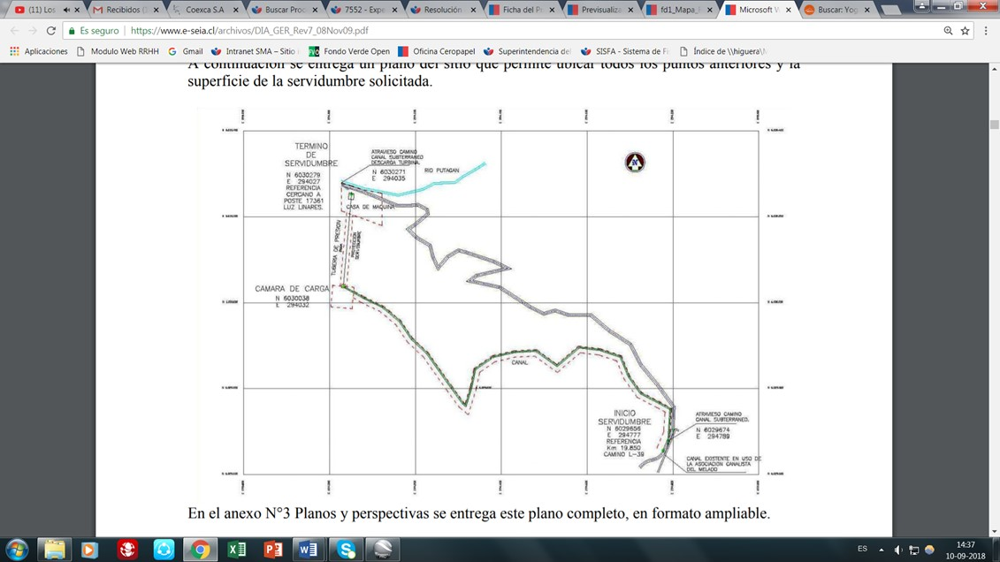 (11) Los
Recibidos (
Coexca S.A
Buscar Proc
7552 - Expe
Resolución
Ficha del P
Previsualiza
fd1_Mapa_
Microsoft W
Buscar: Yog
Es seguro | https://www.e-seia.cl/archivos/DIA_GER_Rev7_08Nov09.pdf
Aplicaciones
Modulo Web RRHH
Gmail
Intranet SMA – Sitio
Fondo Verde Open
Oficina Ceropapel
Superintendencia de
SISFA - Sistema de F
Índice de \\higuera\
A continuación se entrega un plano del sitio que permite ubicar todos los puntos anteriores y la
superficie de la servidumbre solicitada.
TERMINO
DE
SERVIDUMBRE
N 6030279
E 294027
REFERENCIA
CERCANO A
POSTE 17361
LUZ LINARES.
ATRAVIESO CAMINO
CANAL SUBTERRANEO
DESCARGA TURBINA.
N 6030271
E 294035
RIO PUTAGAN
N
CASA DE MAQUINA
TUBERIA DE PRESION
PROTECCION
SERVIDUMBRE
CAMARA DE CARGA
N 6030038
E 294032
CANAL
INICIO
SERVIDUMBRE
N 6029656
E 294777
REFERENCIA
Km 19.850
CAMINO L-39
ATRAVIESO CAMINO
CANAL SUBTERRANEO.
N 6029674
E 294789
CANAL EXISTENTE EN USO DE
LA ASOCIACION CANALISTA
DEL MELADO
En el anexo N°3 Planos y perspectivas se entrega este plano completo, en formato ampliable.
ES
14:37
10-09-2018